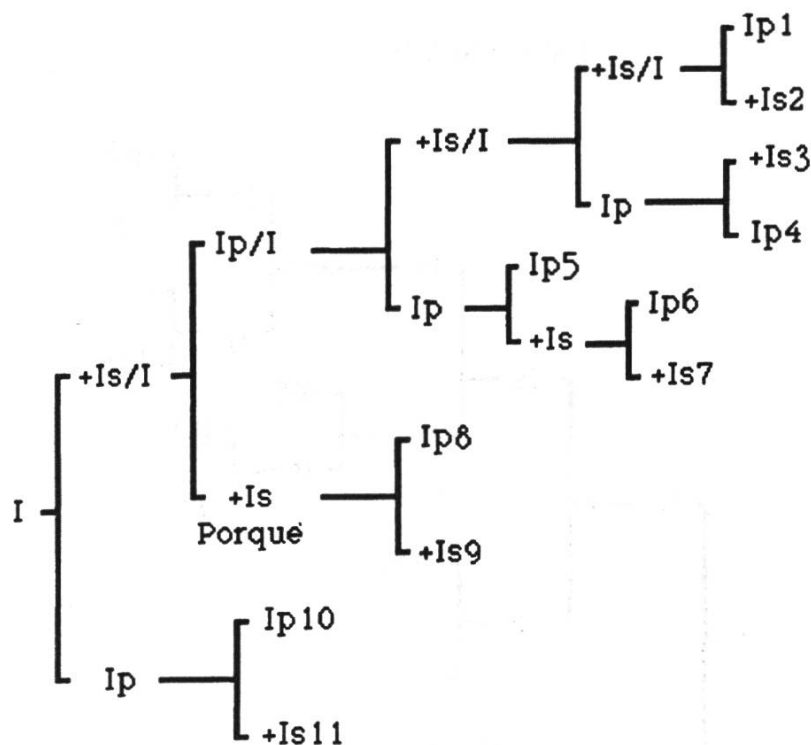 Ip1
+Is/I
+Is2
+Is/I
+Is3
Ip
Ip4
Ip/I
Ip5
Ip
Ip6
+Is
+Is/I
+Is7
Ip8
+Is
Porque
I
+Is9
Ip10
Ip
+Is11